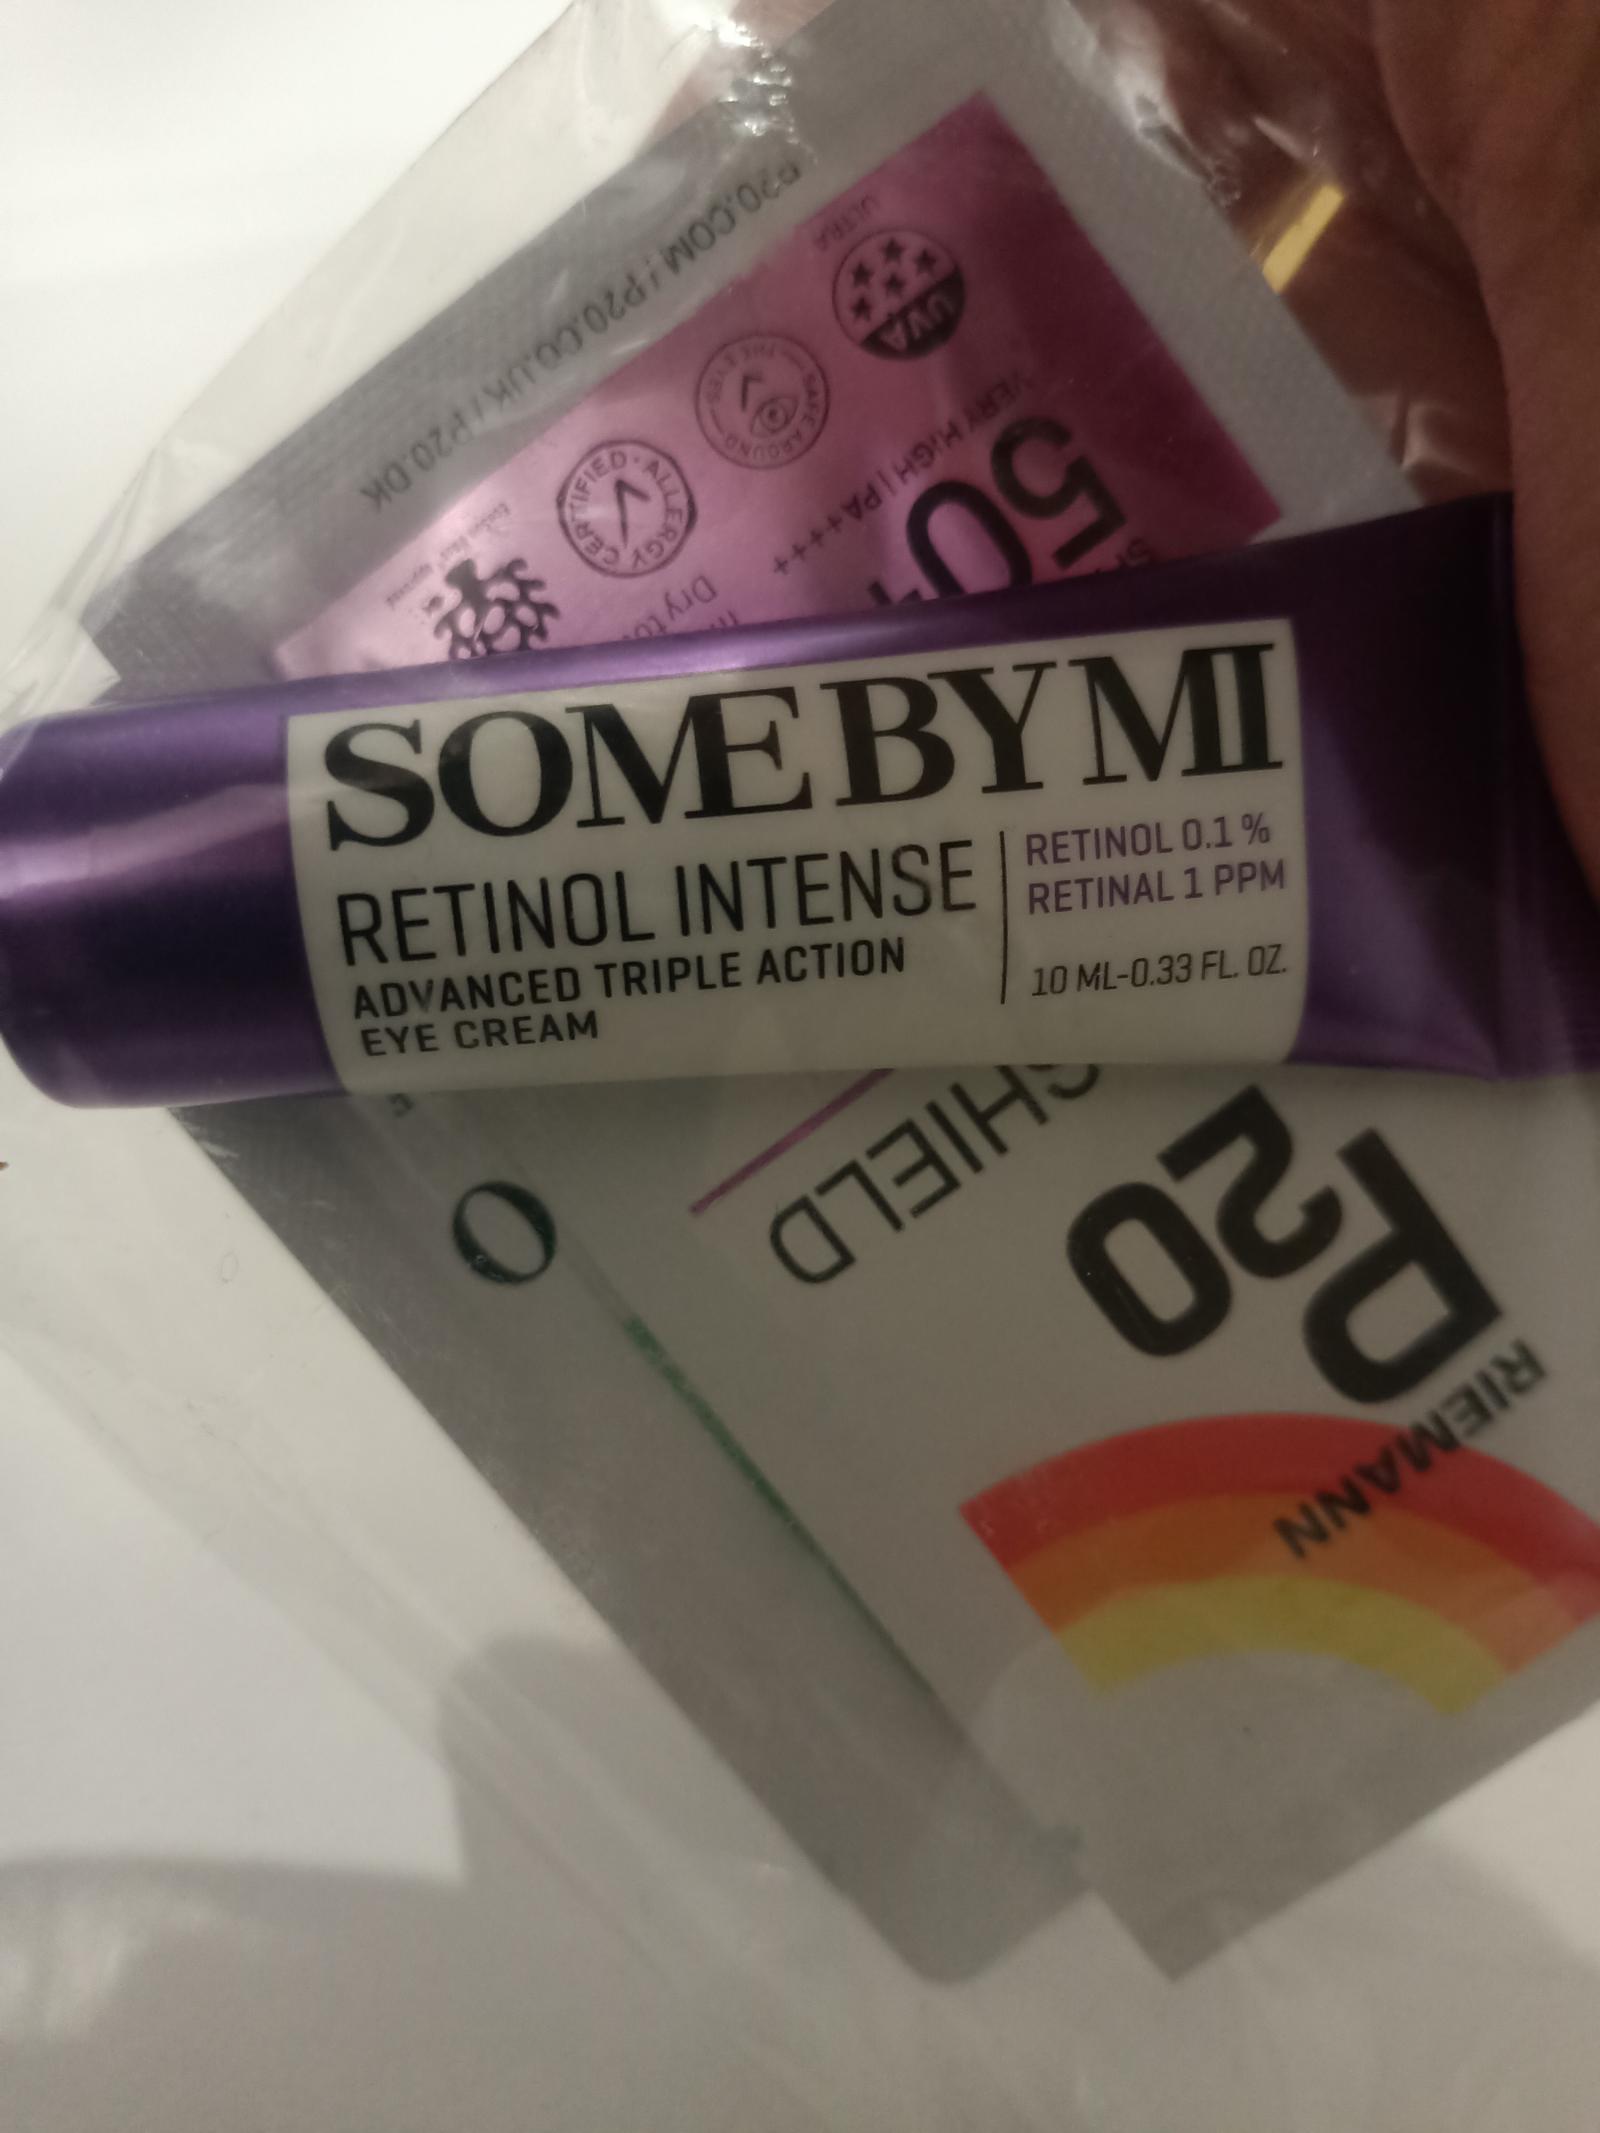 SOME BY MI
RETINOL INTENSE
ADVANCED TRIPLE ACTION
EYE CREAM
RETINOL 0.1 %
RETINAL 1 PPM
10 ML-0.33 FL. OZ.
RIEMANN
P20
SHIELD
50+
VERY HIGH | PA++++
Dry to
UVA
ULTRA
SAFE AROUND
THE EYES
CERTIFIED · ALLERGY
P20.COM | P20.CO.UK | P20.DK
O